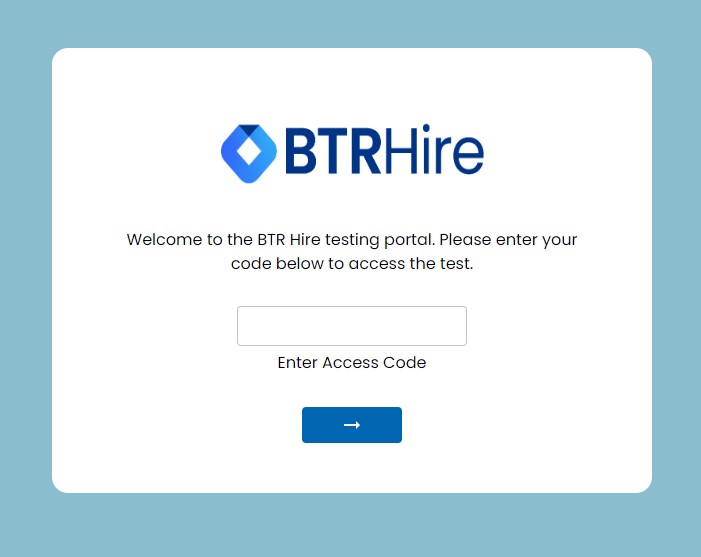 BTRHire
Welcome to the BTR Hire testing portal. Please enter your
code below to access the test.
Enter Access Code